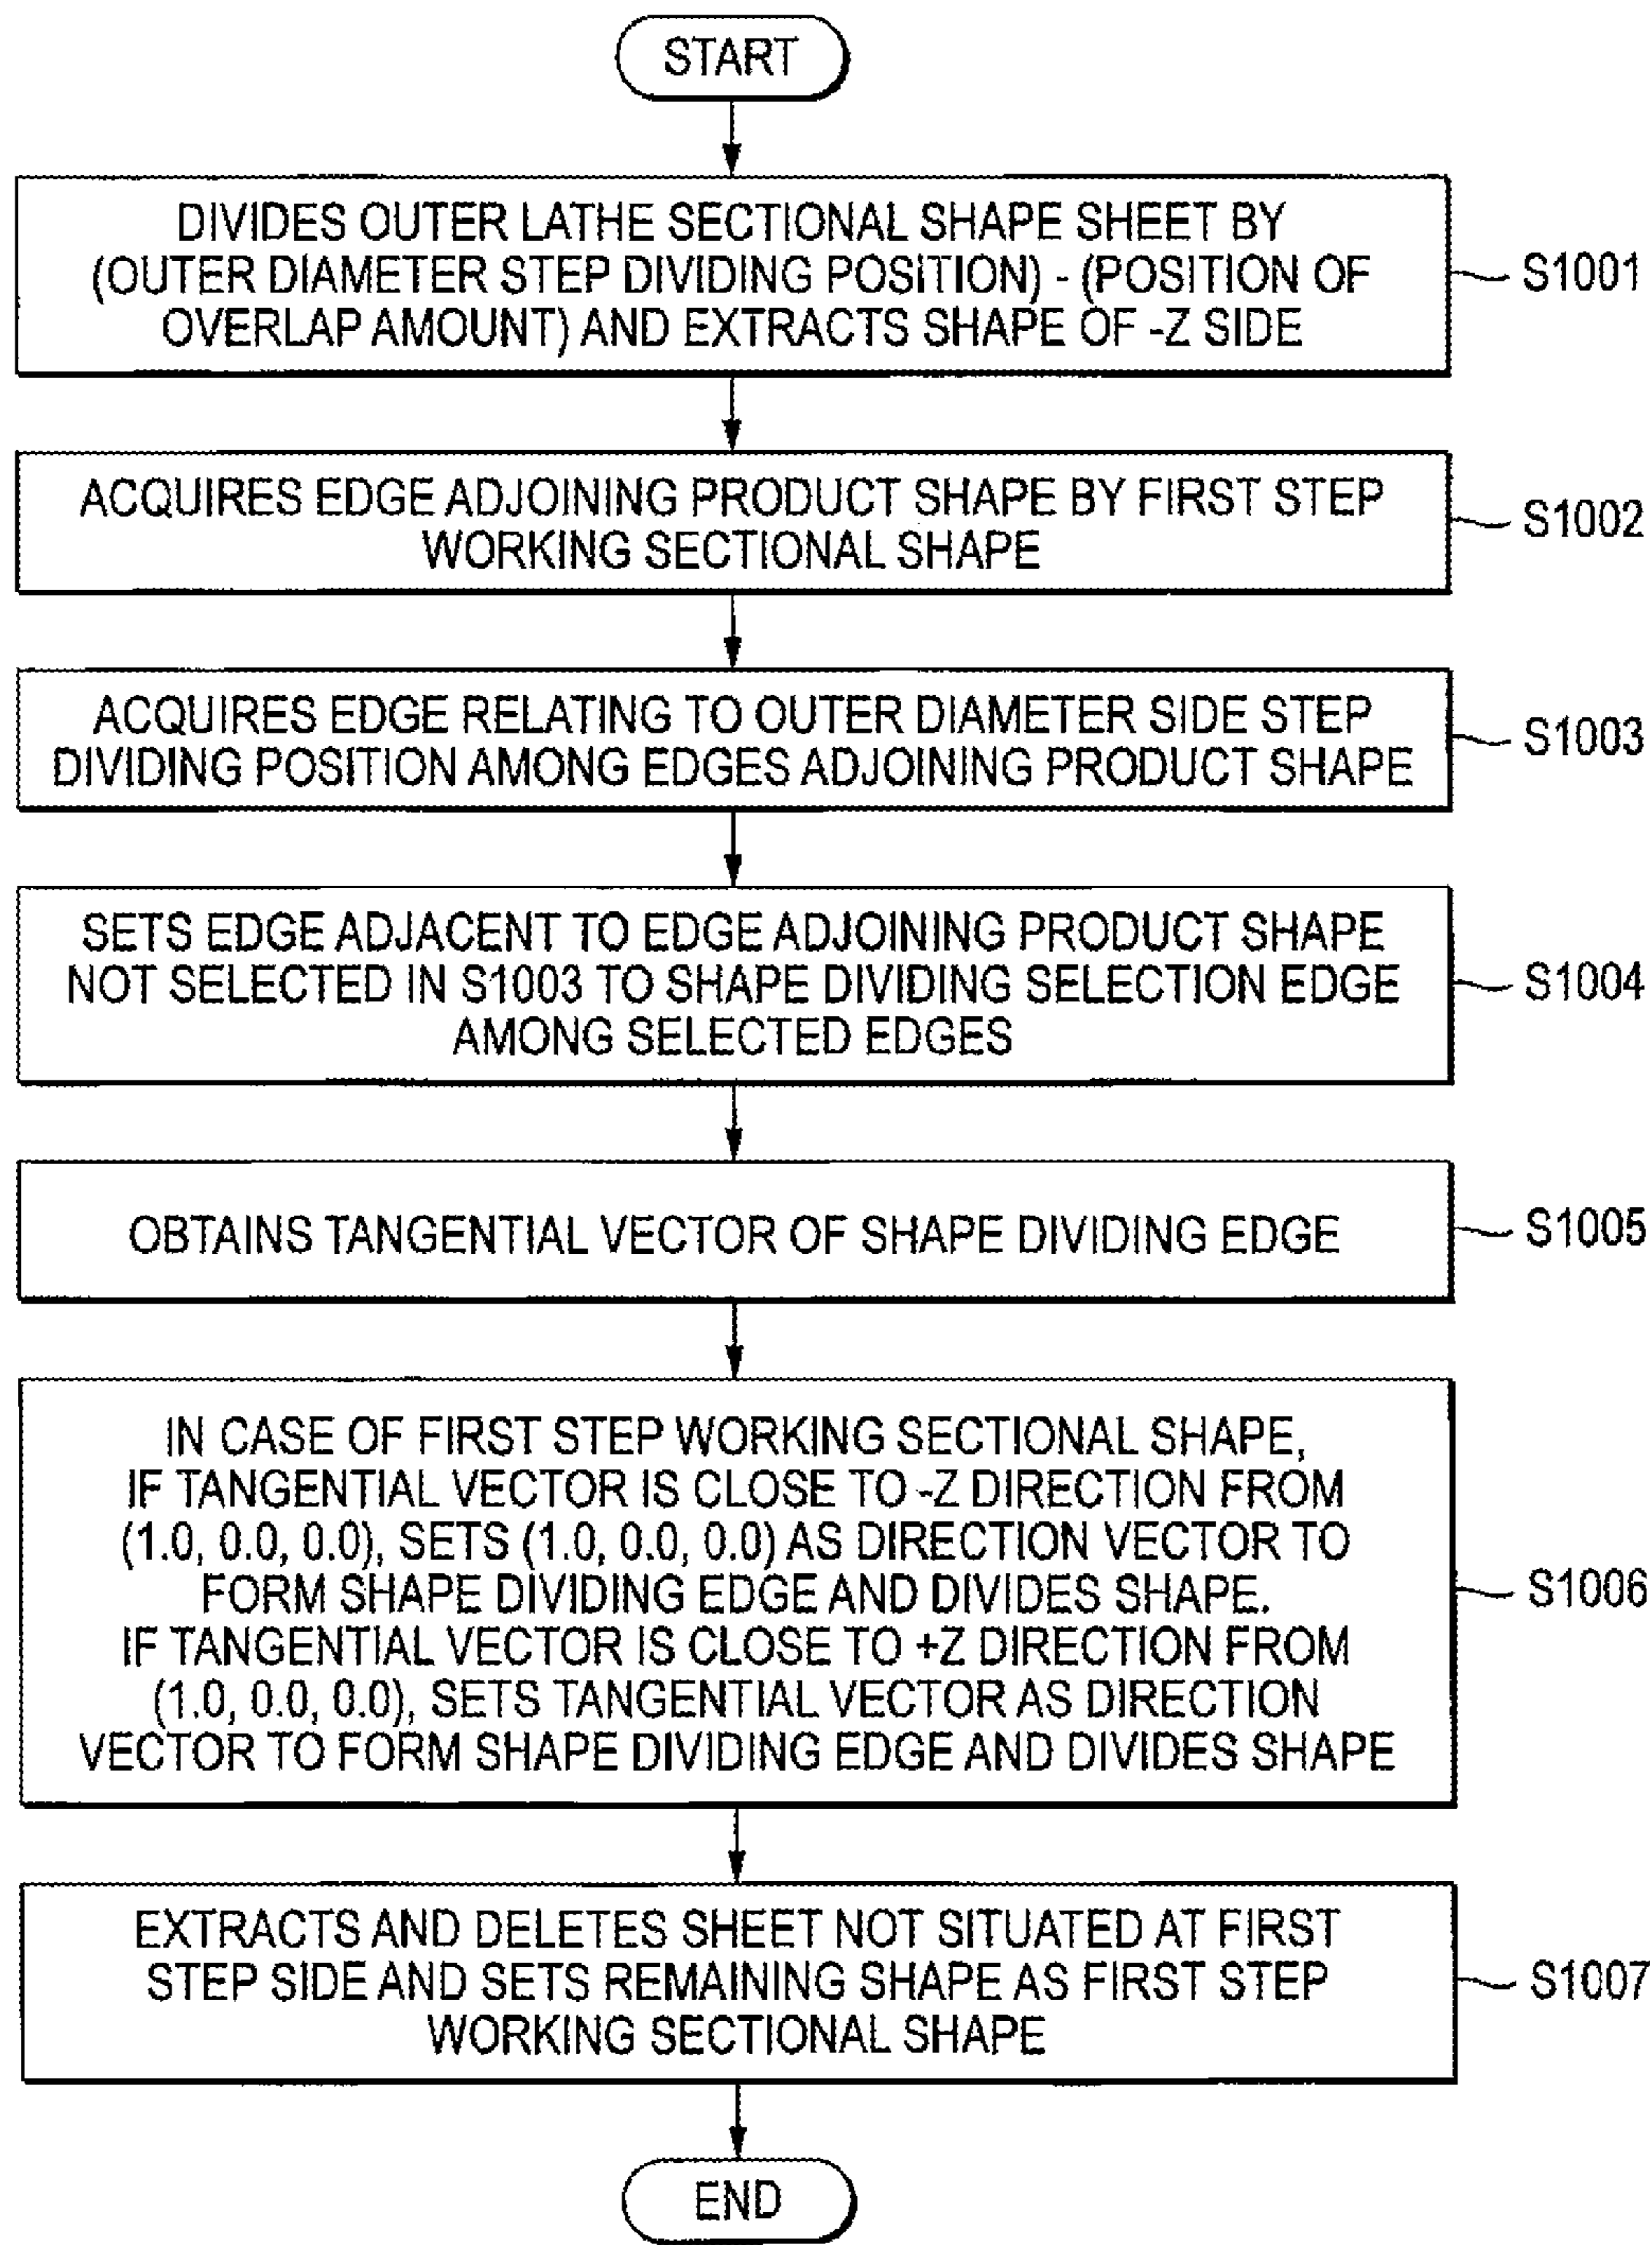 START
DIVIDES OUTER LATHE SECTIONAL SHAPE SHEET BY
(OUTER DIAMETER STEP DIVIDING POSITION) - (POSITION OF
OVERLAP AMOUNT) AND EXTRACTS SHAPE OF -Z SIDE
S1001
ACQUIRES EDGE ADJOINING PRODUCT SHAPE BY FIRST STEP
WORKING SECTIONAL SHAPE
S1002
ACQUIRES EDGE RELATING TO OUTER DIAMETER SIDE STEP
DIVIDING POSITION AMONG EDGES ADJOINING PRODUCT SHAPE
S1003
SETS EDGE ADJACENT TO EDGE ADJOINING PRODUCT SHAPE
NOT SELECTED IN S1003 TO SHAPE DIVIDING SELECTION EDGE
AMONG SELECTED EDGES
S1004
OBTAINS TANGENTIAL VECTOR OF SHAPE DIVIDING EDGE
S1005
IN CASE OF FIRST STEP WORKING SECTIONAL SHAPE,
IF TANGENTIAL VECTOR IS CLOSE TO -Z DIRECTION FROM
(1.0, 0.0, 0.0), SETS (1.0, 0.0, 0.0) AS DIRECTION VECTOR TO
FORM SHAPE DIVIDING EDGE AND DIVIDES SHAPE.
IF TANGENTIAL VECTOR IS CLOSE TO +Z DIRECTION FROM
(1.0, 0.0, 0.0), SETS TANGENTIAL VECTOR AS DIRECTION
VECTOR TO FORM SHAPE DIVIDING EDGE AND DIVIDES SHAPE
S1006
EXTRACTS AND DELETES SHEET NOT SITUATED AT FIRST
STEP SIDE AND SETS REMAINING SHAPE AS FIRST STEP
WORKING SECTIONAL SHAPE
S1007
END